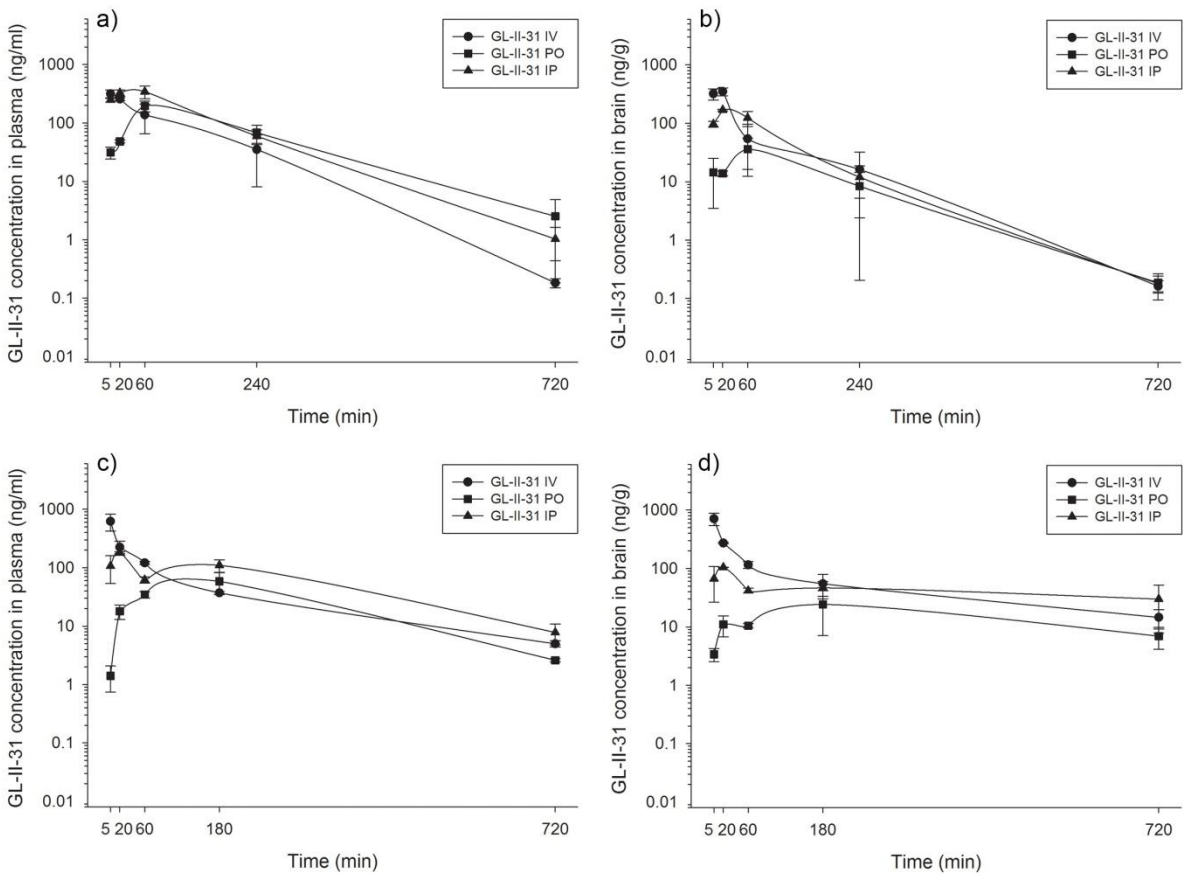 a)
GL-II-31 concentration in plasma (ng/ml)
1000
100
10
1
0.1
0.01
GL-II-31 IV
GL-II-31 PO
GL-II-31 IP
5 20 60 240 720
Time (min)
b)
GL-II-31 concentration in brain (ng/g)
1000
100
10
1
0.1
0.01
GL-II-31 IV
GL-II-31 PO
GL-II-31 IP
5 20 60 240 720
Time (min)
c)
GL-II-31 concentration in plasma (ng/ml)
1000
100
10
1
0.1
0.01
GL-II-31 IV
GL-II-31 PO
GL-II-31 IP
5 20 60 180 720
Time (min)
d)
GL-II-31 concentration in brain (ng/g)
1000
100
10
1
0.1
0.01
GL-II-31 IV
GL-II-31 PO
GL-II-31 IP
5 20 60 180 720
Time (min)